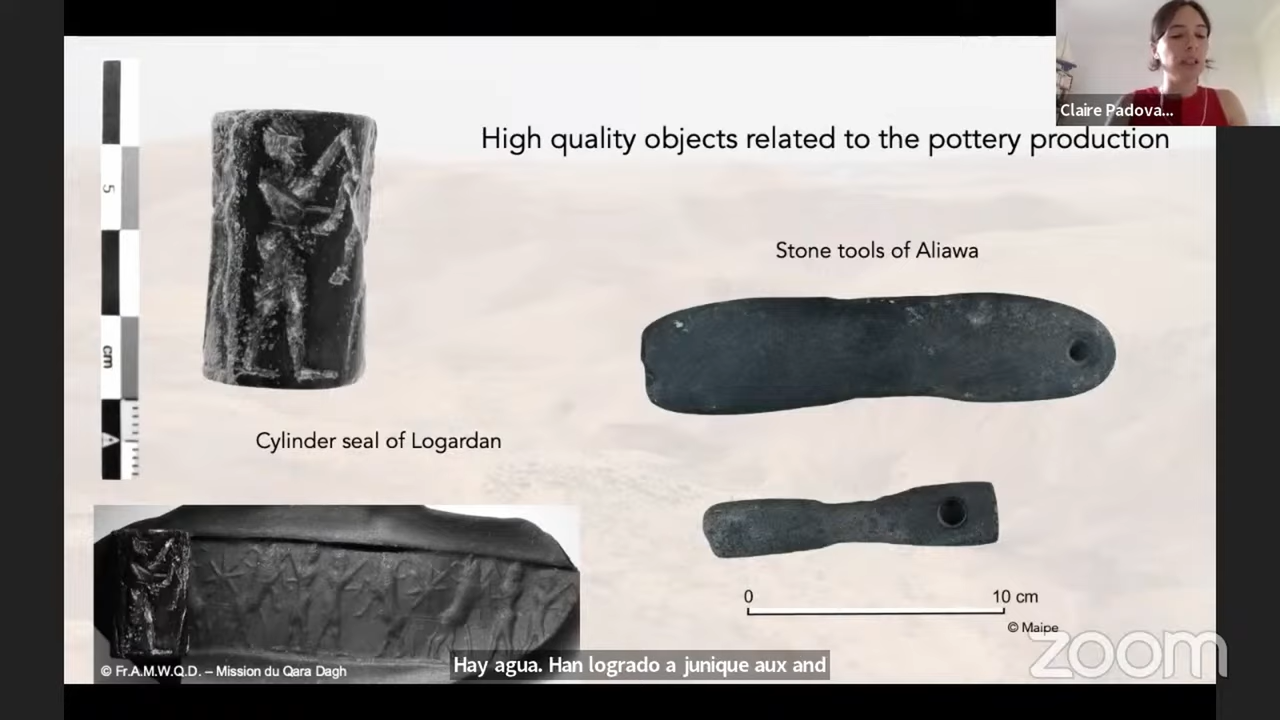 Claire Padova...
High quality objects related to the pottery production
5
cm
Stone tools of Aliawa
Cylinder seal of Logardan
0 10 cm
© Maipe
© Fr.A.M.W.Q.D. – Mission du Qara Dagh
Hay agua. Han logrado a junique aux and
zoom